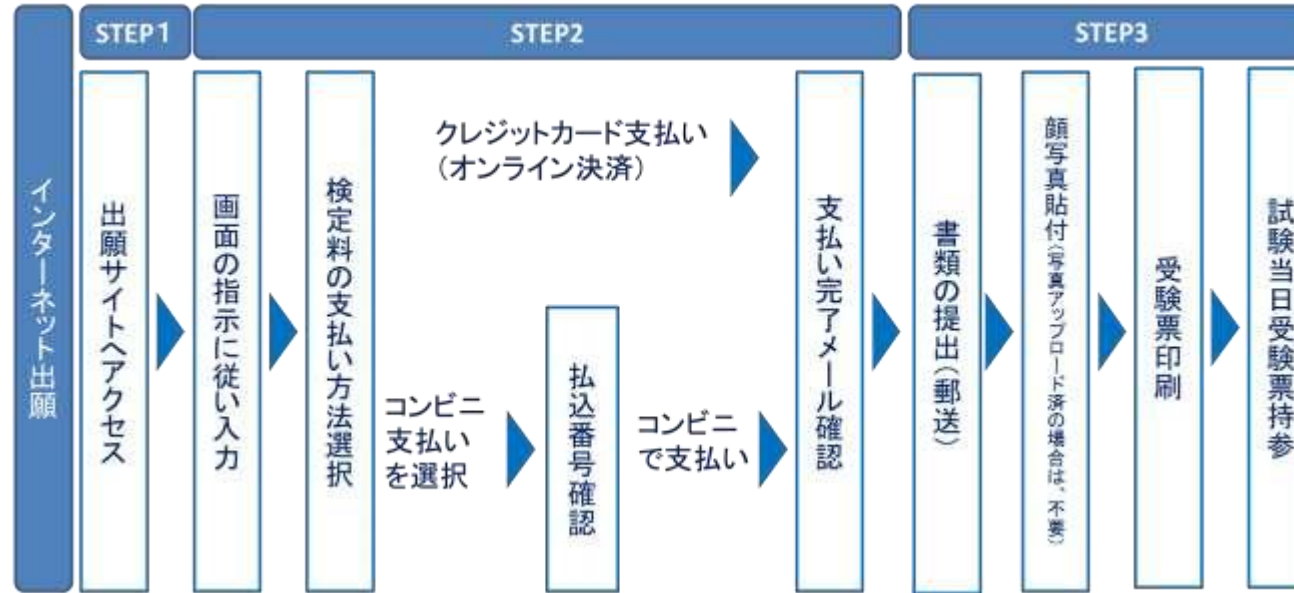 インターネット出願
STEP1
STEP2
STEP3
出願サイトへアクセス
画面の指示に従い入力
検定料の支払い方法選択
クレジットカード支払い
(オンライン決済)
コンビニ
支払い
を選択
払込番号確認
コンビニ
で支払い
支払い完了メール確認
書類の提出(郵送)
顔写真貼付(写真アップロード済の場合は、不要)
受験票印刷
試験当日受験票持参